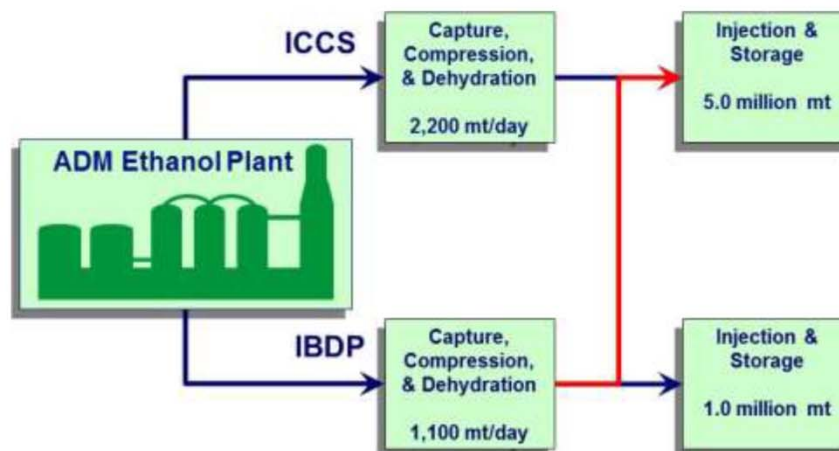 ICCS
Capture,
Compression,
& Dehydration
2,200 mt/day
Injection &
Storage
5.0 million mt
ADM Ethanol Plant
IBDP
Capture,
Compression,
& Dehydration
1,100 mt/day
Injection &
Storage
1.0 million mt